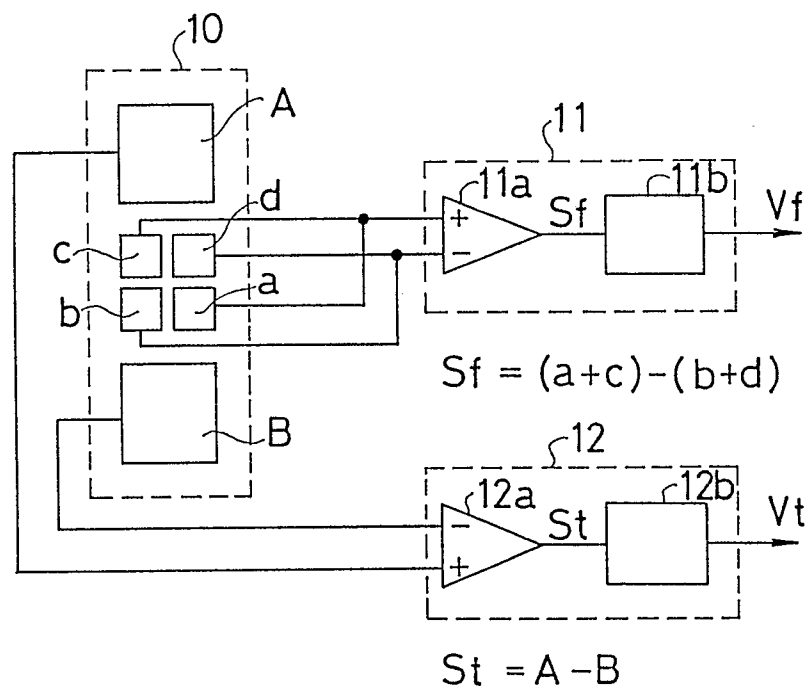 10
A
11
11a
11b
d
+
Sf
Vf
c
−
b
a
Sf = (a+c)−(b+d)
B
12
12a
12b
−
St
Vt
+
St = A−B